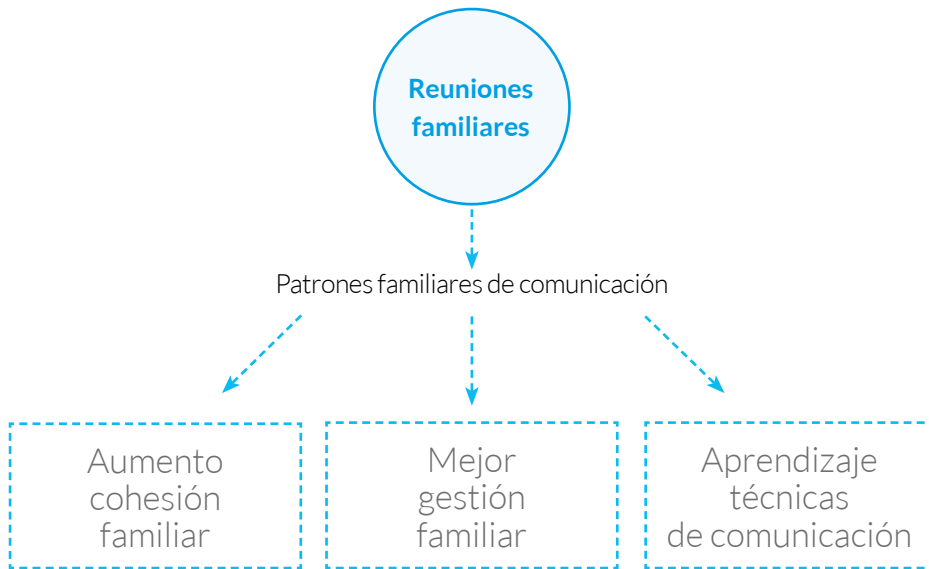 Reuniones
familiares
Patrones familiares de comunicación
Aumento
cohesión
familiar
Mejor
gestión
familiar
Aprendizaje
técnicas
de comunicación